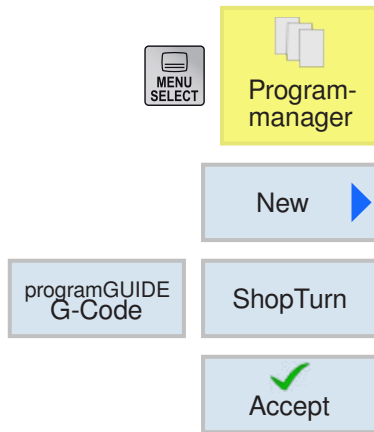 MENU
SELECT
Program-
manager
New
programGUIDE
G-Code
ShopTurn
Accept